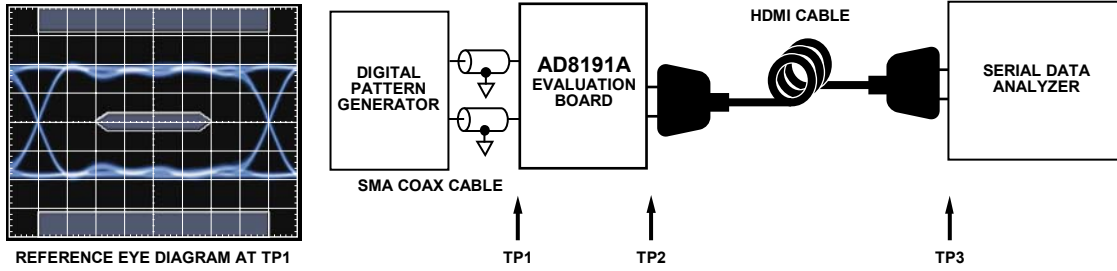 HDMI CABLE
DIGITAL
PATTERN
GENERATOR
AD8191A
EVALUATION
BOARD
SERIAL DATA
ANALYZER
SMA COAX CABLE
REFERENCE EYE DIAGRAM AT TP1
TP1
TP2
TP3